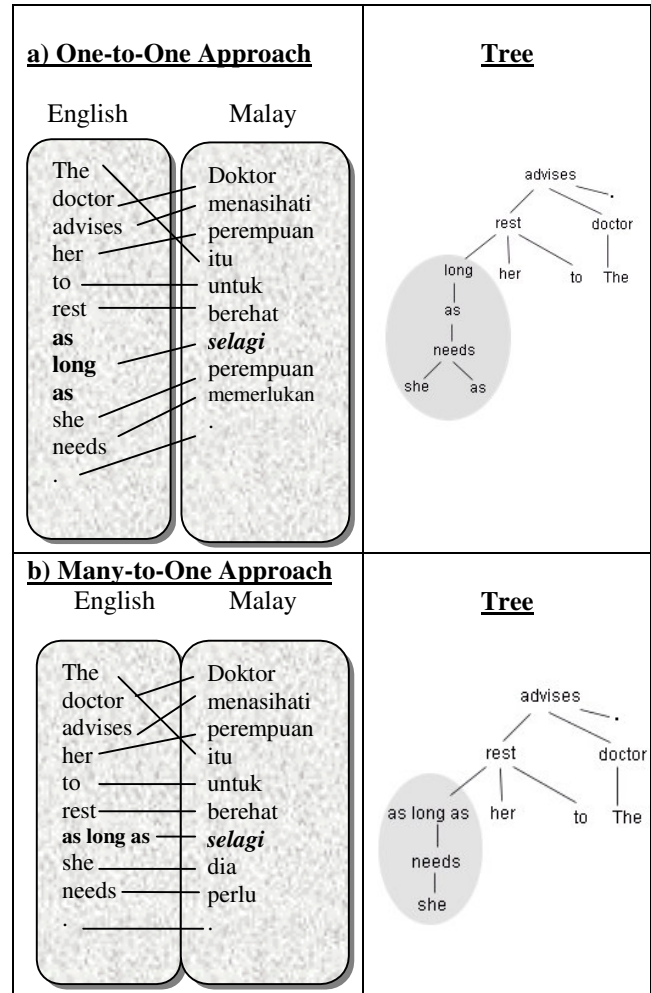 a) One-to-One Approach
Tree
English Malay
The
doctor
advises
her
to
rest
as
long
as
she
needs
.
Doktor
menasihati
perempuan
itu
untuk
berehat
selagi
perempuan
memerlukan
.
advises
.
rest doctor
long her to The
as
needs
she as
b) Many-to-One Approach
English Malay
Tree
The
doctor
advises
her
to
rest
as long as
she
needs
.
Doktor
menasihati
perempuan
itu
untuk
berehat
selagi
dia
perlu
.
advises
.
rest doctor
as long as her to The
needs
she